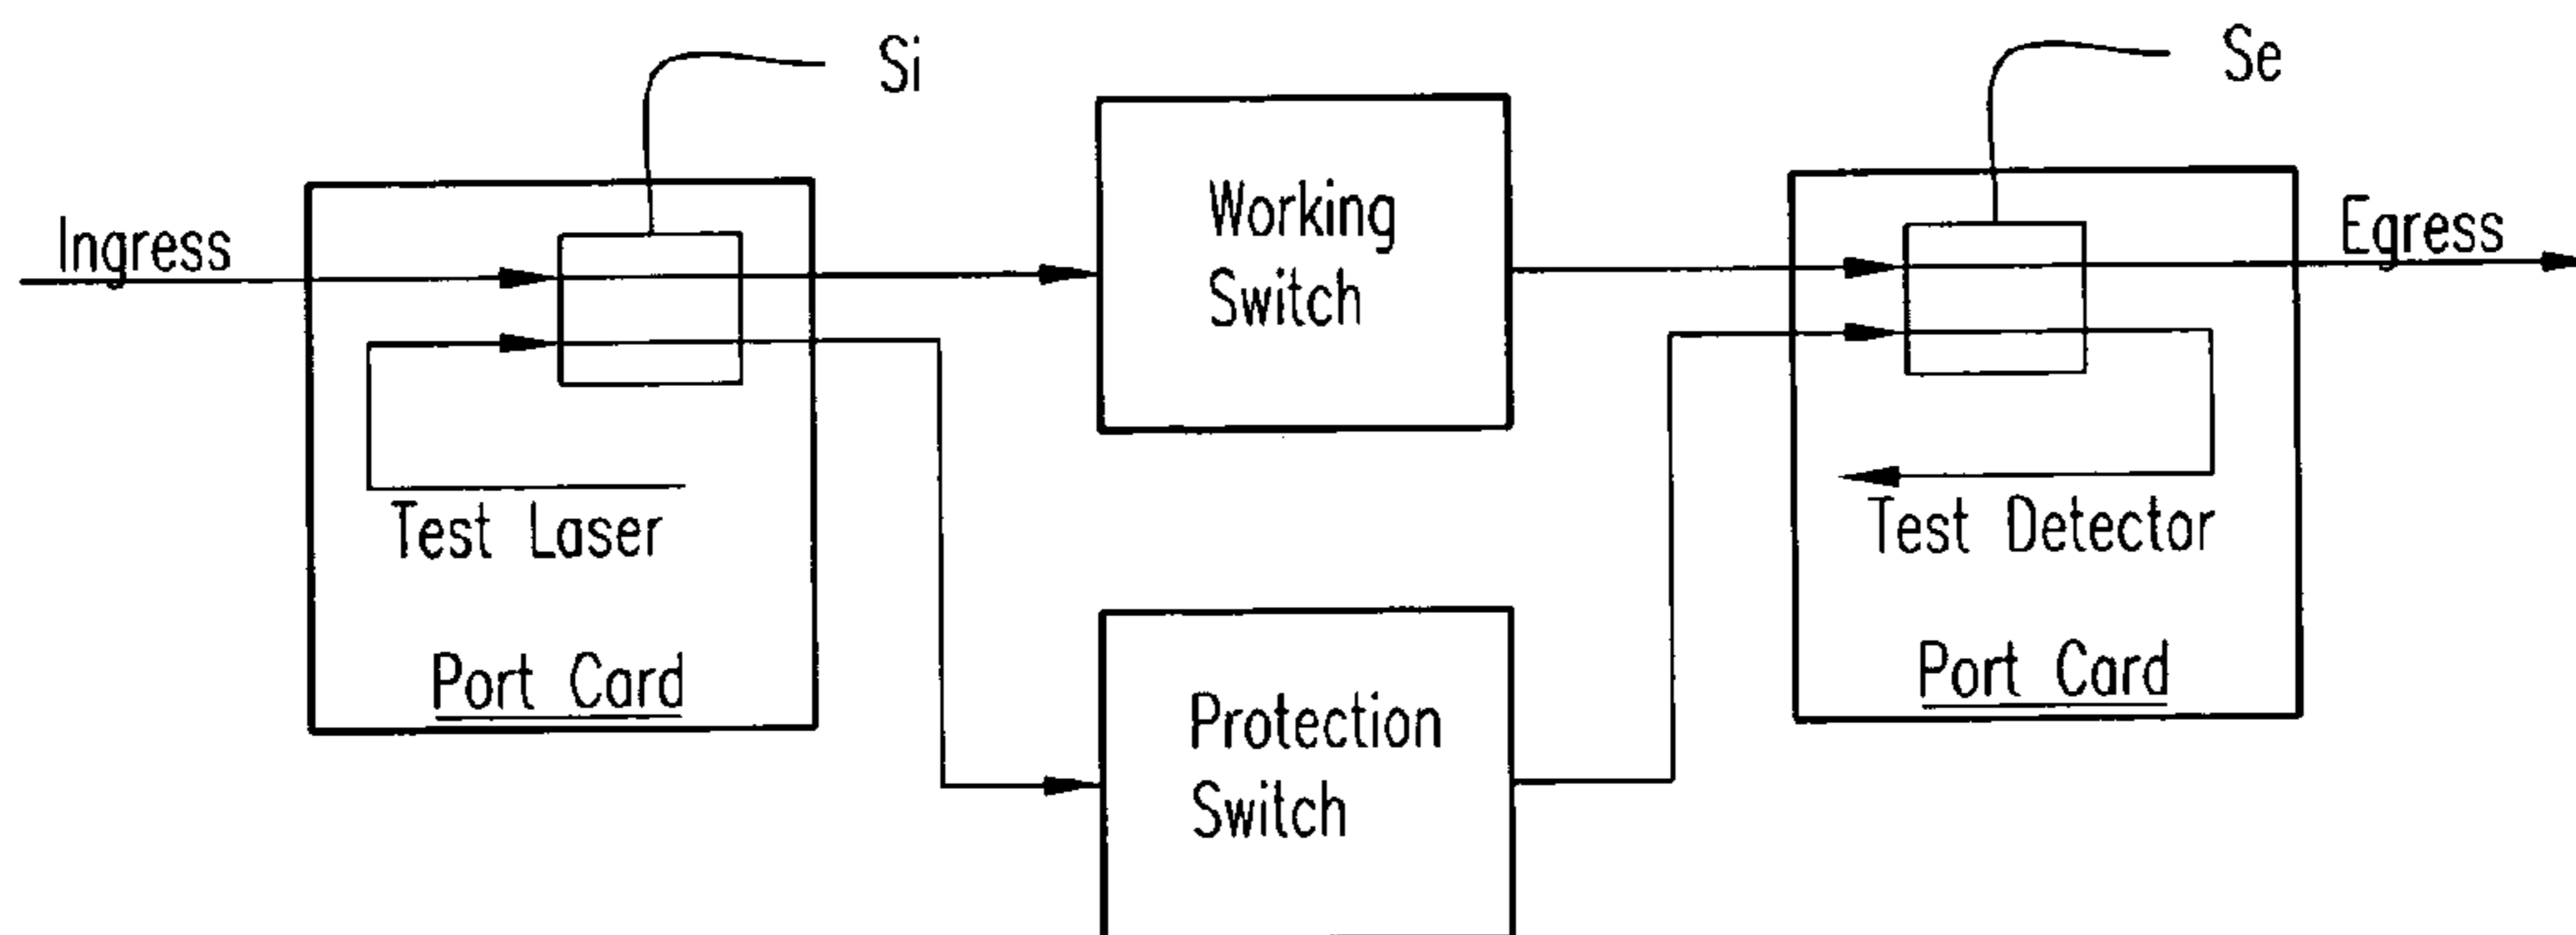 Si
Se
Ingress
Working
Switch
Egress
Test Laser
Test Detector
Port Card
Port Card
Protection
Switch